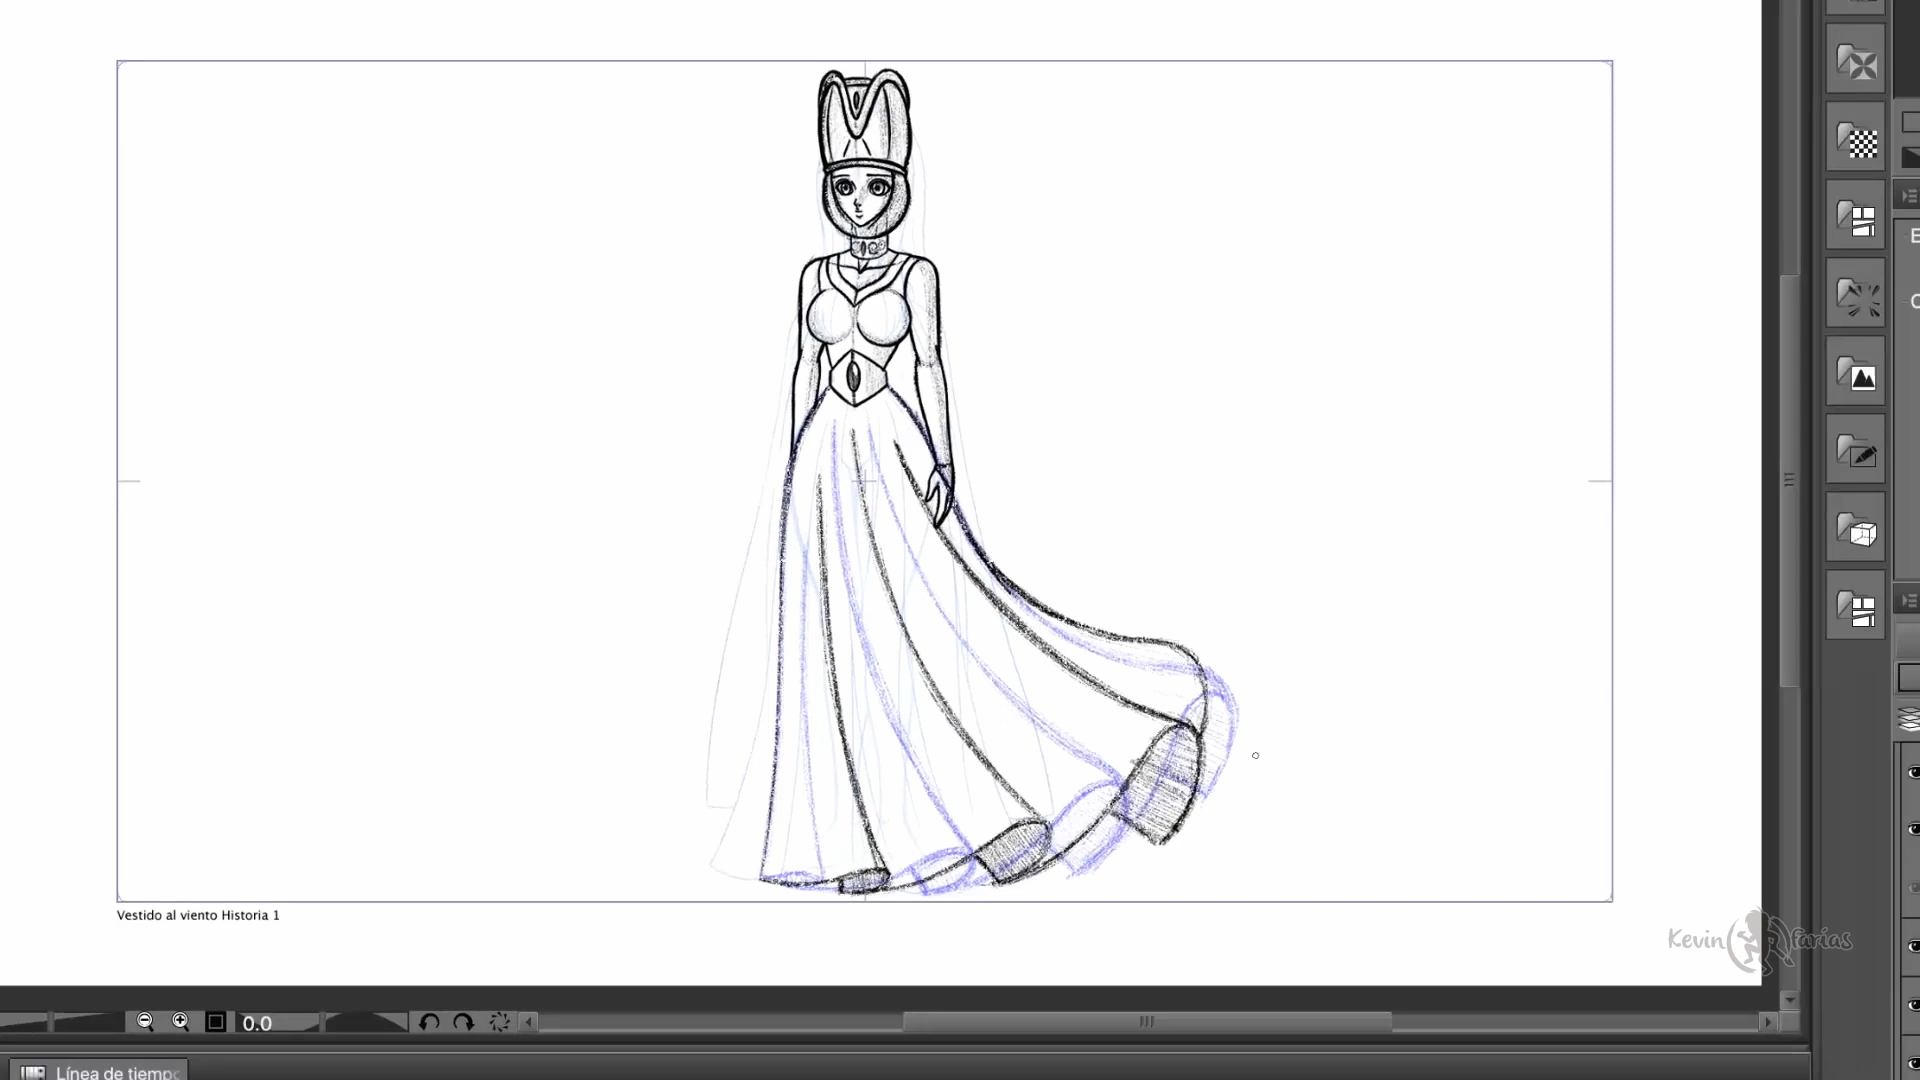 E
C
Vestido al viento Historia 1
Kevin farías
0.0
Línea de tiempo